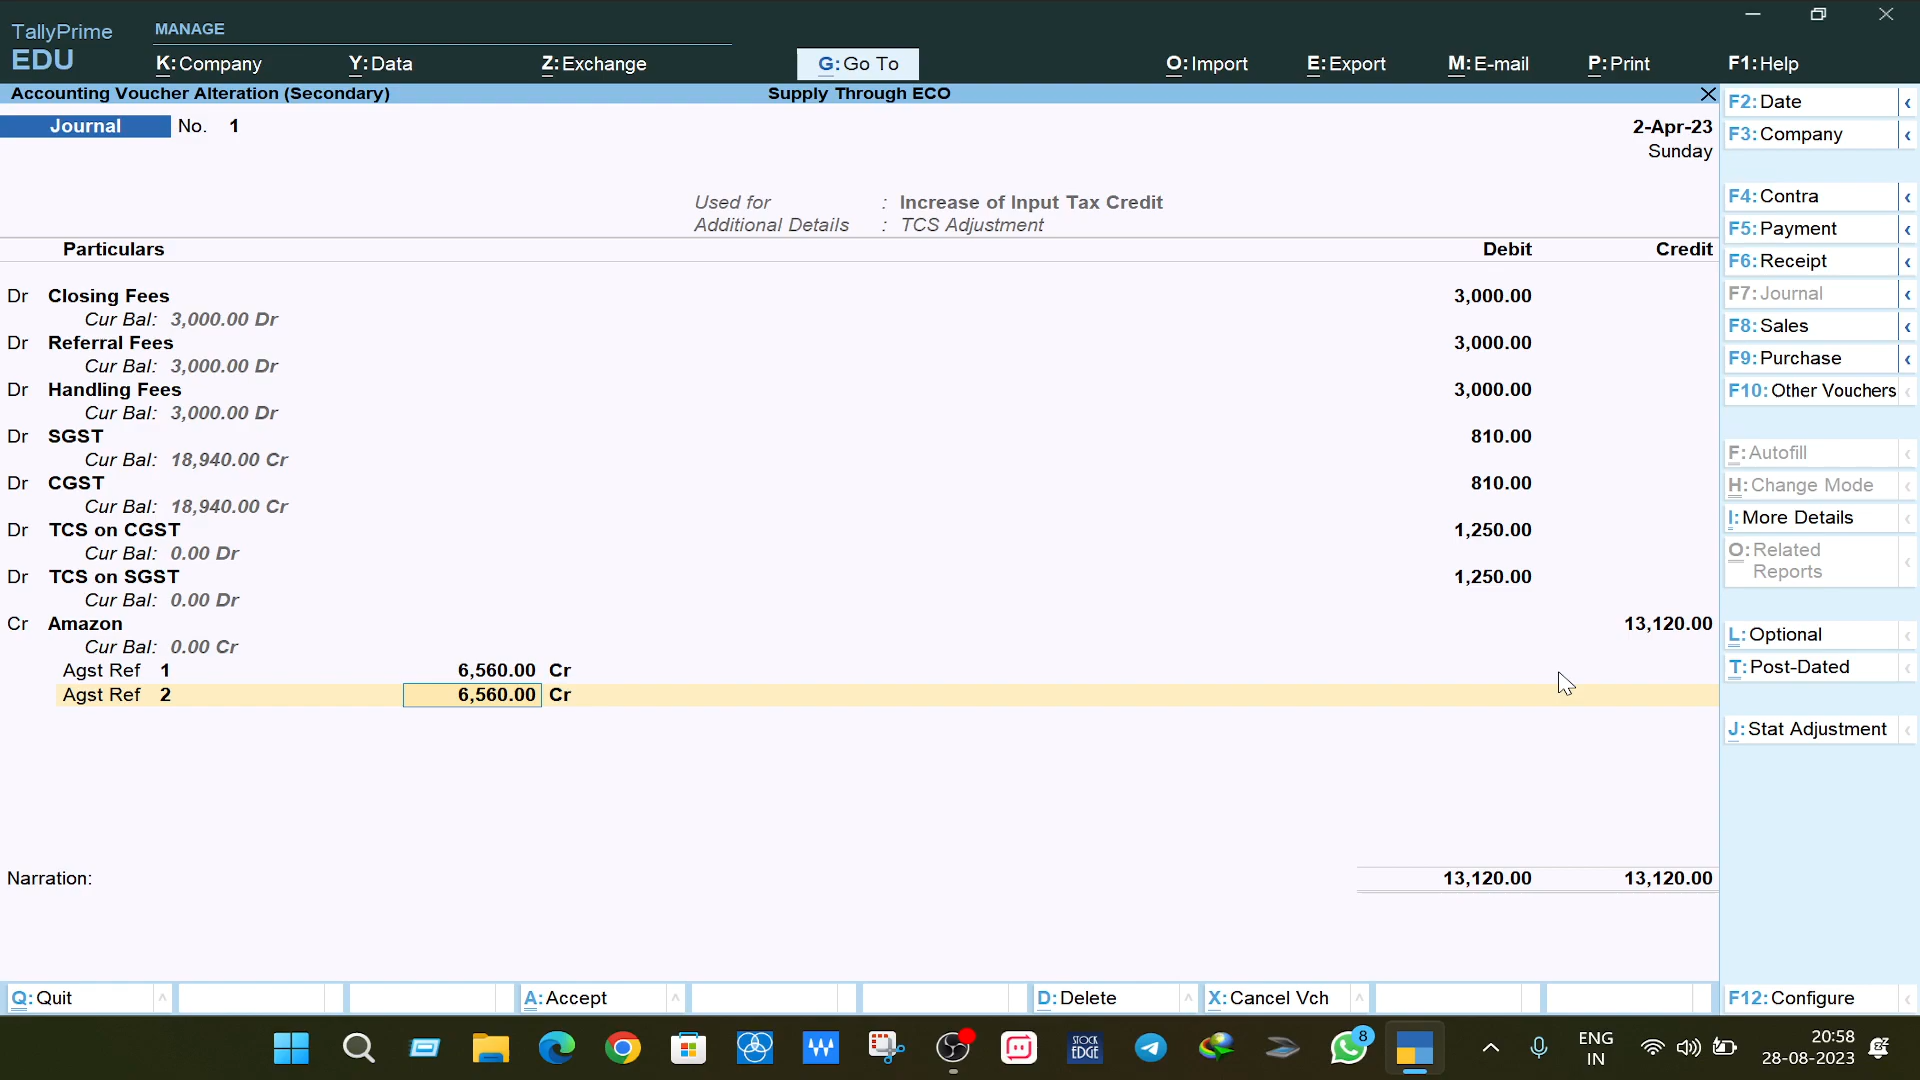 TallyPrime
EDU
MANAGE
K:Company
Y:Data
Z:Exchange
G:Go To
O:Import
E:Export
M:E-mail
P:Print
F1:Help
Accounting Voucher Alteration (Secondary)
Supply Through ECO
Journal No. 1
2-Apr-23
Sunday
Used for : Increase of Input Tax Credit
Additional Details : TCS Adjustment
Particulars Debit Credit
Dr Closing Fees 3,000.00
Cur Bal: 3,000.00 Dr
Dr Referral Fees 3,000.00
Cur Bal: 3,000.00 Dr
Dr Handling Fees 3,000.00
Cur Bal: 3,000.00 Dr
Dr SGST 810.00
Cur Bal: 18,940.00 Cr
Dr CGST 810.00
Cur Bal: 18,940.00 Cr
Dr TCS on CGST 1,250.00
Cur Bal: 0.00 Dr
Dr TCS on SGST 1,250.00
Cur Bal: 0.00 Dr
Cr Amazon 13,120.00
Cur Bal: 0.00 Cr
Agst Ref 1 6,560.00 Cr
Agst Ref 2 6,560.00 Cr
Narration: 13,120.00 13,120.00
F2:Date
F3:Company
F4:Contra
F5:Payment
F6:Receipt
F7:Journal
F8:Sales
F9:Purchase
F10:Other Vouchers
F:Autofill
H:Change Mode
I:More Details
O:Related
Reports
L:Optional
T:Post-Dated
J:Stat Adjustment
Q:Quit
A:Accept
D:Delete
X:Cancel Vch
F12:Configure
STOCK
EDGE
8
ENG
IN
20:58
28-08-2023